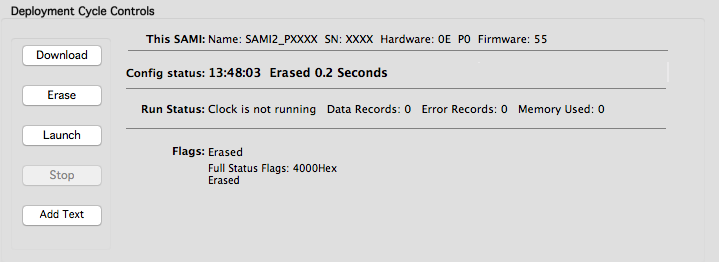 Deployment Cycle Controls
Download
Erase
Launch
Stop
Add Text
This SAMI: Name: SAMI2_PXXXX SN: XXXX Hardware: 0E P0 Firmware: 55
Config status: 13:48:03 Erased 0.2 Seconds
Run Status: Clock is not running Data Records: 0 Error Records: 0 Memory Used: 0
Flags: Erased
Full Status Flags: 4000Hex
Erased